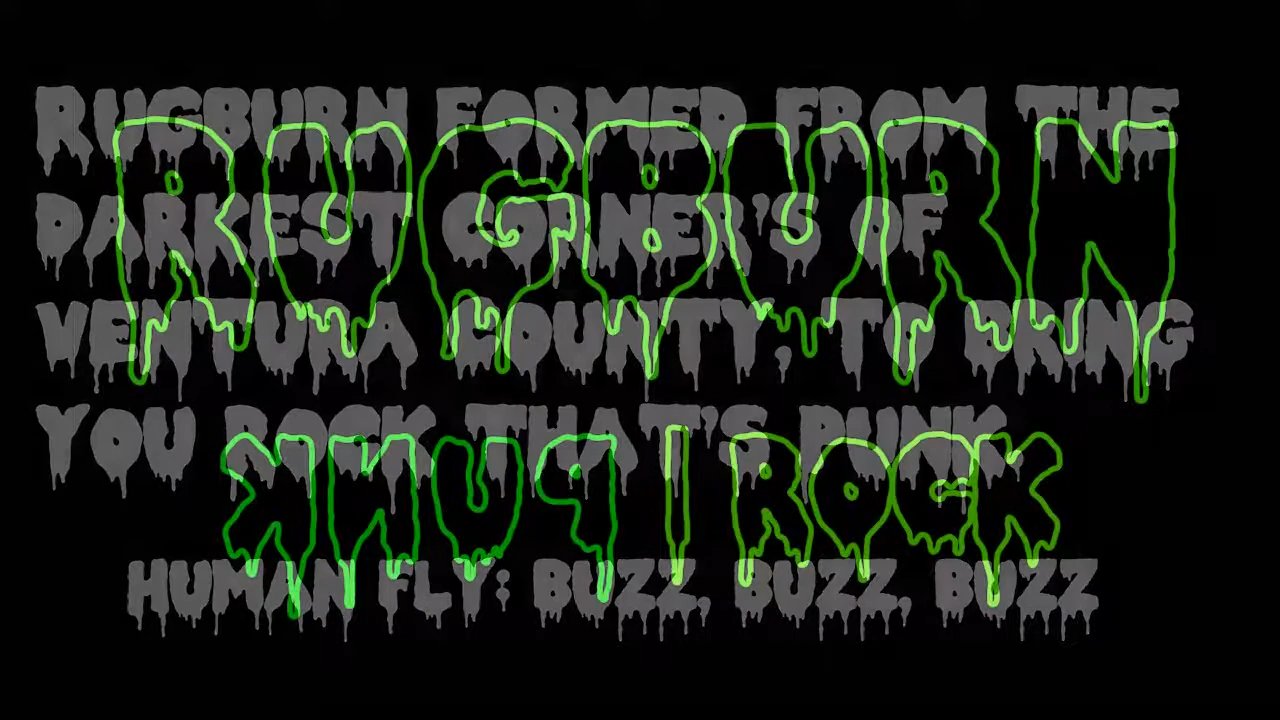 RUGBURN FORMED FROM THE
RUGBURN
DARKEST CORNER'S OF
VENTURA COUNTY, TO BRING
YOU ROCK THAT'S PUNK
PUNK | ROCK
HUMAN FLY: BUZZ, BUZZ, BUZZ